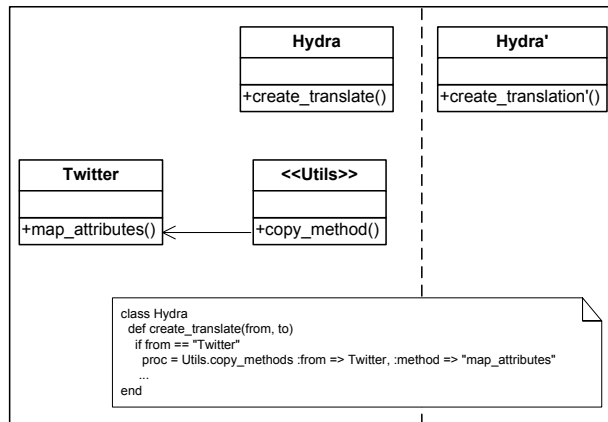 Hydra
+create_translate()
Hydra'
+create_translation'()
Twitter
+map_attributes()
<<Utils>>
+copy_method()
class Hydra
def create_translate(from, to)
if from == "Twitter"
proc = Utils.copy_methods :from => Twitter, :method => "map_attributes"
...
end